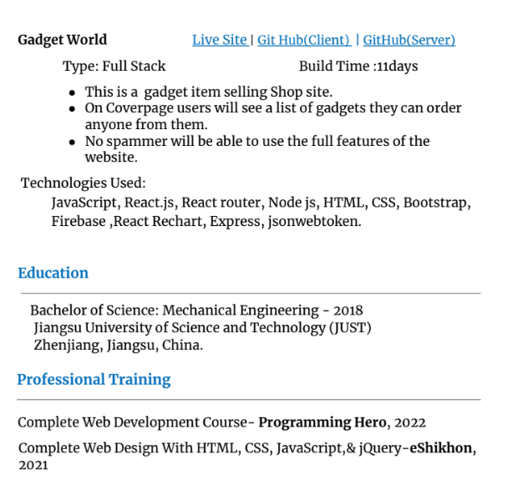 Gadget World Live Site | Git Hub(Client) | GitHub(Server)
Type: Full Stack Build Time :11days
• This is a gadget item selling Shop site.
• On Coverpage users will see a list of gadgets they can order
anyone from them.
• No spammer will be able to use the full features of the
website.
Technologies Used:
JavaScript, React.js, React router, Node js, HTML, CSS, Bootstrap,
Firebase ,React Rechart, Express, jsonwebtoken.
Education
Bachelor of Science: Mechanical Engineering - 2018
Jiangsu University of Science and Technology (JUST)
Zhenjiang, Jiangsu, China.
Professional Training
Complete Web Development Course- Programming Hero, 2022
Complete Web Design With HTML, CSS, JavaScript,& jQuery-eShikhon,
2021